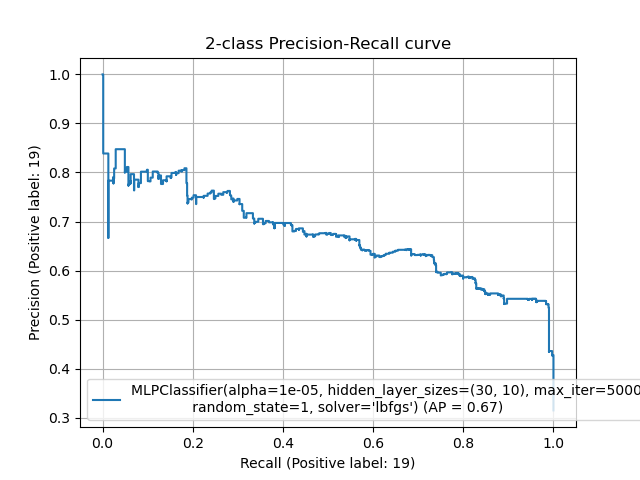 2-class Precision-Recall curve
1.0
0.9
0.8
0.7
0.6
0.5
0.4
0.3
Precision (Positive label: 19)
MLPClassifier(alpha=1e-05, hidden_layer_sizes=(30, 10), max_iter=5000
random_state=1, solver='lbfgs') (AP = 0.67)
0.0 0.2 0.4 0.6 0.8 1.0
Recall (Positive label: 19)